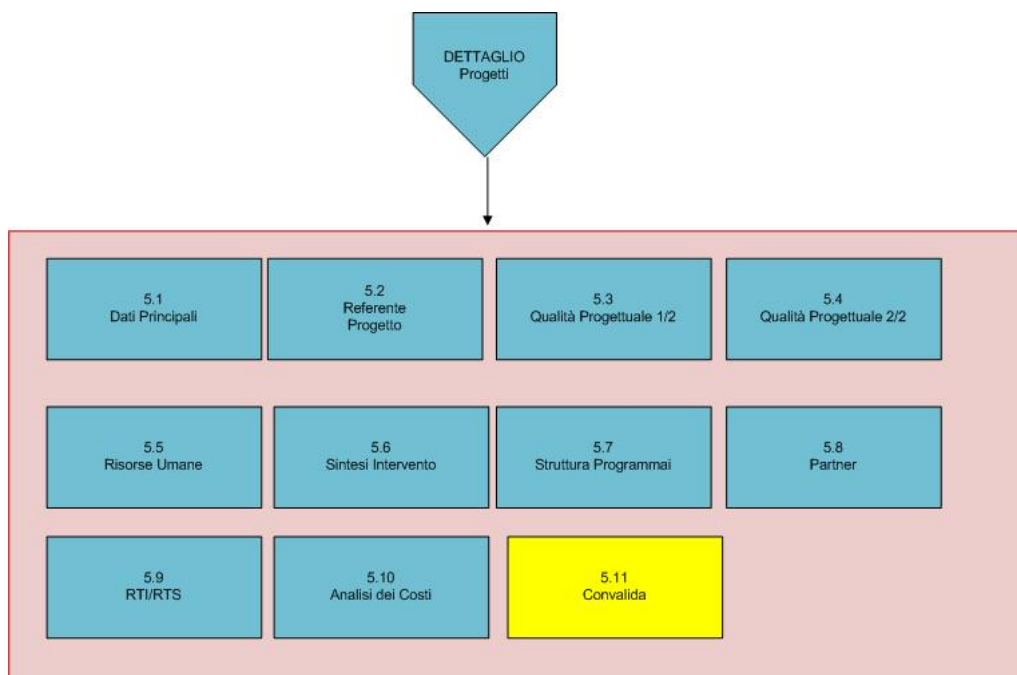 DETTAGLIO
Progetti
5.1
Dati Principali
5.2
Referente
Progetto
5.3
Qualità Progettuale 1/2
5.4
Qualità Progettuale 2/2
5.5
Risorse Umane
5.6
Sintesi Intervento
5.7
Struttura Programmai
5.8
Partner
5.9
RTI/RTS
5.10
Analisi dei Costi
5.11
Convalida